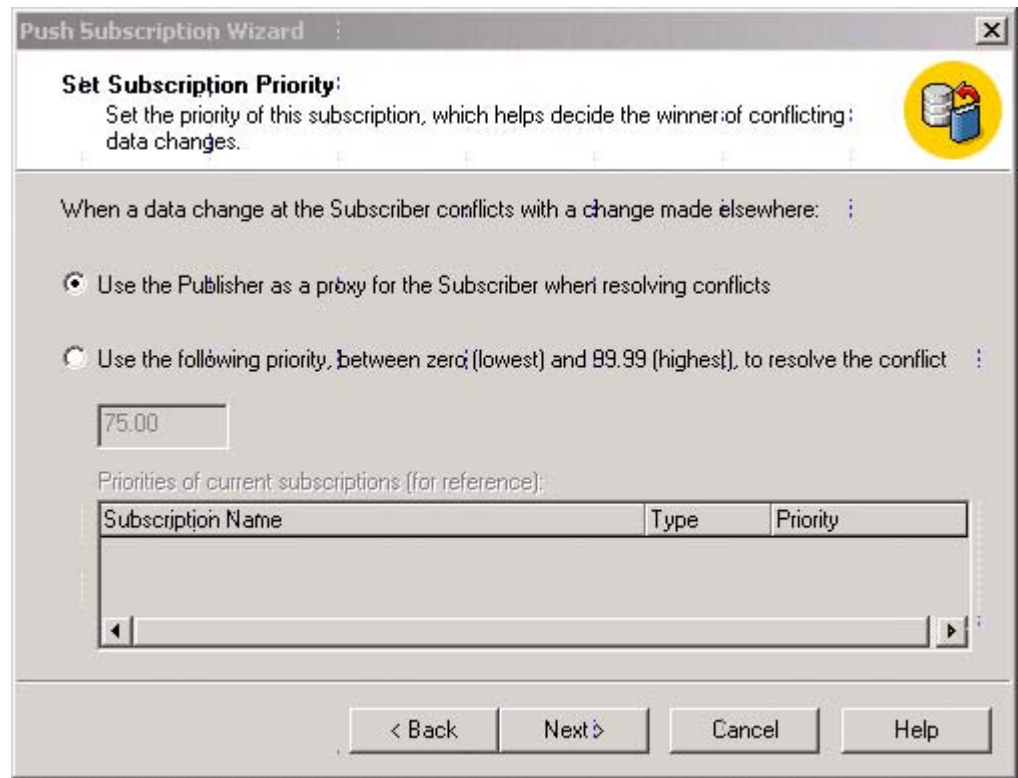 Push Subscription Wizard
Set Subscription Priority
Set the priority of this subscription, which helps decide the winner of conflicting
data changes.
When a data change at the Subscriber conflicts with a change made elsewhere:
Use the Publisher as a proxy for the Subscriber when resolving conflicts
Use the following priority, between zero (lowest) and 99.99 (highest), to resolve the conflict
75.00
Priorities of current subscriptions (for reference):
Subscription Name Type Priority
< Back Next > Cancel Help